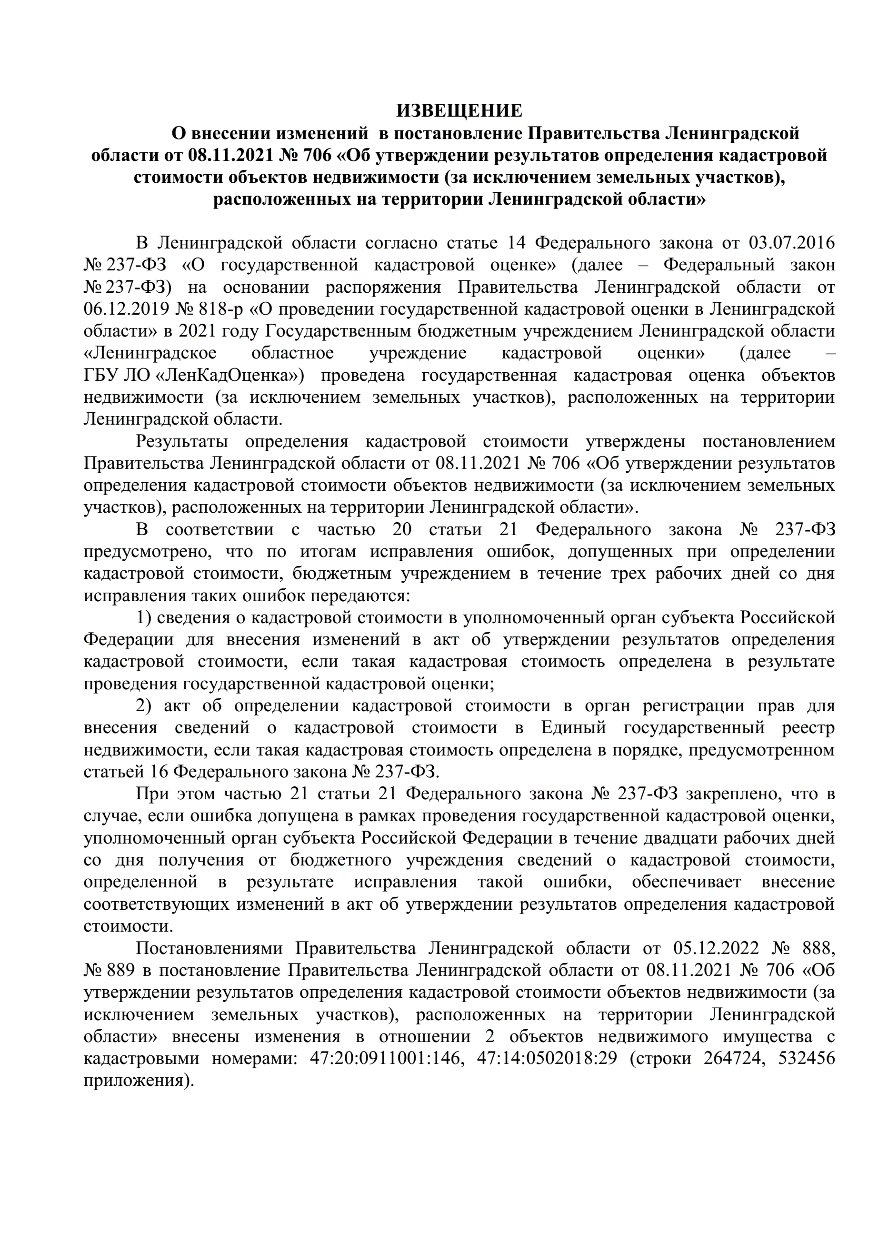 ИЗВЕЩЕНИЕ
О внесении изменений в постановление Правительства Ленинградской
области от 08.11.2021 № 706 «Об утверждении результатов определения кадастровой
стоимости объектов недвижимости (за исключением земельных участков),
расположенных на территории Ленинградской области»
В Ленинградской области согласно статье 14 Федерального закона от 03.07.2016
№ 237-ФЗ «О государственной кадастровой оценке» (далее – Федеральный закон
№ 237-ФЗ) на основании распоряжения Правительства Ленинградской области от
06.12.2019 № 818-р «О проведении государственной кадастровой оценки в Ленинградской
области» в 2021 году Государственным бюджетным учреждением Ленинградской области
«Ленинградское областное учреждение кадастровой оценки» (далее –
ГБУ ЛО «ЛенКадОценка») проведена государственная кадастровая оценка объектов
недвижимости (за исключением земельных участков), расположенных на территории
Ленинградской области.
Результаты определения кадастровой стоимости утверждены постановлением
Правительства Ленинградской области от 08.11.2021 № 706 «Об утверждении результатов
определения кадастровой стоимости объектов недвижимости (за исключением земельных
участков), расположенных на территории Ленинградской области».
В соответствии с частью 20 статьи 21 Федерального закона № 237-ФЗ
предусмотрено, что по итогам исправления ошибок, допущенных при определении
кадастровой стоимости, бюджетным учреждением в течение трех рабочих дней со дня
исправления таких ошибок передаются:
1) сведения о кадастровой стоимости в уполномоченный орган субъекта Российской
Федерации для внесения изменений в акт об утверждении результатов определения
кадастровой стоимости, если такая кадастровая стоимость определена в результате
проведения государственной кадастровой оценки;
2) акт об определении кадастровой стоимости в орган регистрации прав для
внесения сведений о кадастровой стоимости в Единый государственный реестр
недвижимости, если такая кадастровая стоимость определена в порядке, предусмотренном
статьей 16 Федерального закона № 237-ФЗ.
При этом частью 21 статьи 21 Федерального закона № 237-ФЗ закреплено, что в
случае, если ошибка допущена в рамках проведения государственной кадастровой оценки,
уполномоченный орган субъекта Российской Федерации в течение двадцати рабочих дней
со дня получения от бюджетного учреждения сведений о кадастровой стоимости,
определенной в результате исправления такой ошибки, обеспечивает внесение
соответствующих изменений в акт об утверждении результатов определения кадастровой
стоимости.
Постановлениями Правительства Ленинградской области от 05.12.2022 № 888,
№ 889 в постановление Правительства Ленинградской области от 08.11.2021 № 706 «Об
утверждении результатов определения кадастровой стоимости объектов недвижимости (за
исключением земельных участков), расположенных на территории Ленинградской
области» внесены изменения в отношении 2 объектов недвижимого имущества с
кадастровыми номерами: 47:20:0911001:146, 47:14:0502018:29 (строки 264724, 532456
приложения).